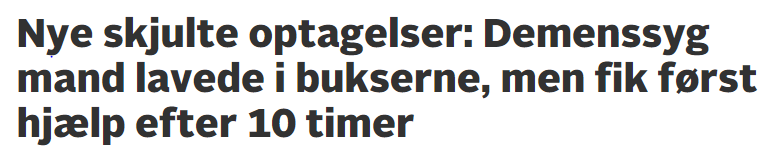 Nye skjulte optagelser: Demenssyg
mand lavede i bukserne, men fik først
hjælp efter 10 timer